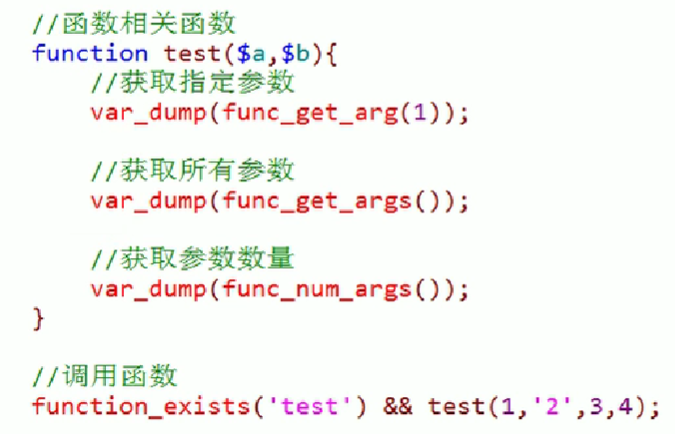 //函数相关函数
function test($a,$b){
//获取指定参数
var_dump(func_get_arg(1));
//获取所有参数
var_dump(func_get_args());
//获取参数数量
var_dump(func_num_args());
}
//调用函数
function_exists('test') && test(1,'2',3,4);